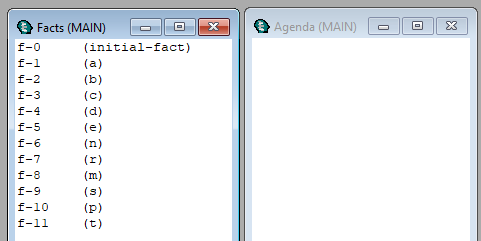 Facts (MAIN)
f-0 (initial-fact)
f-1 (a)
f-2 (b)
f-3 (c)
f-4 (d)
f-5 (e)
f-6 (n)
f-7 (r)
f-8 (m)
f-9 (s)
f-10 (p)
f-11 (t)
Agenda (MAIN)